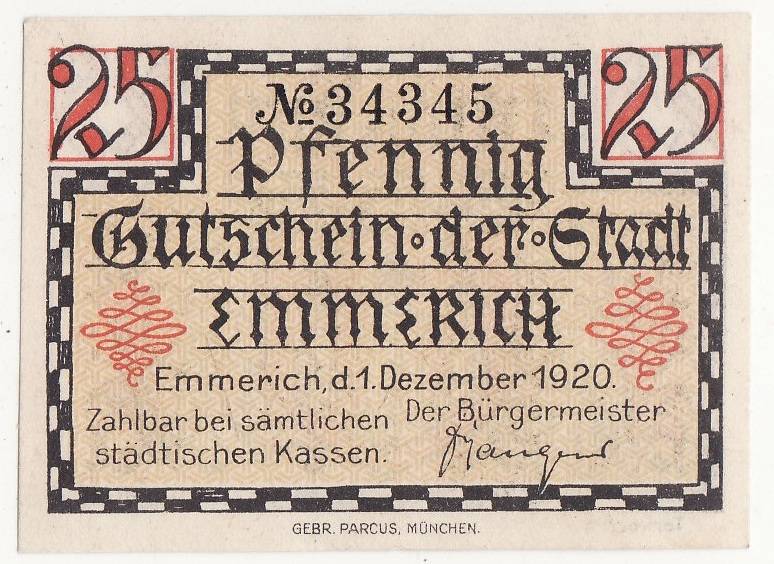 25 25
№ 34345
Pfennig
Gutschein · der · Stadt
EMMERICH
Emmerich, d. 1. Dezember 1920.
Zahlbar bei sämtlichen
städtischen Kassen.
Der Bürgermeister
GEBR. PARCUS, MÜNCHEN.